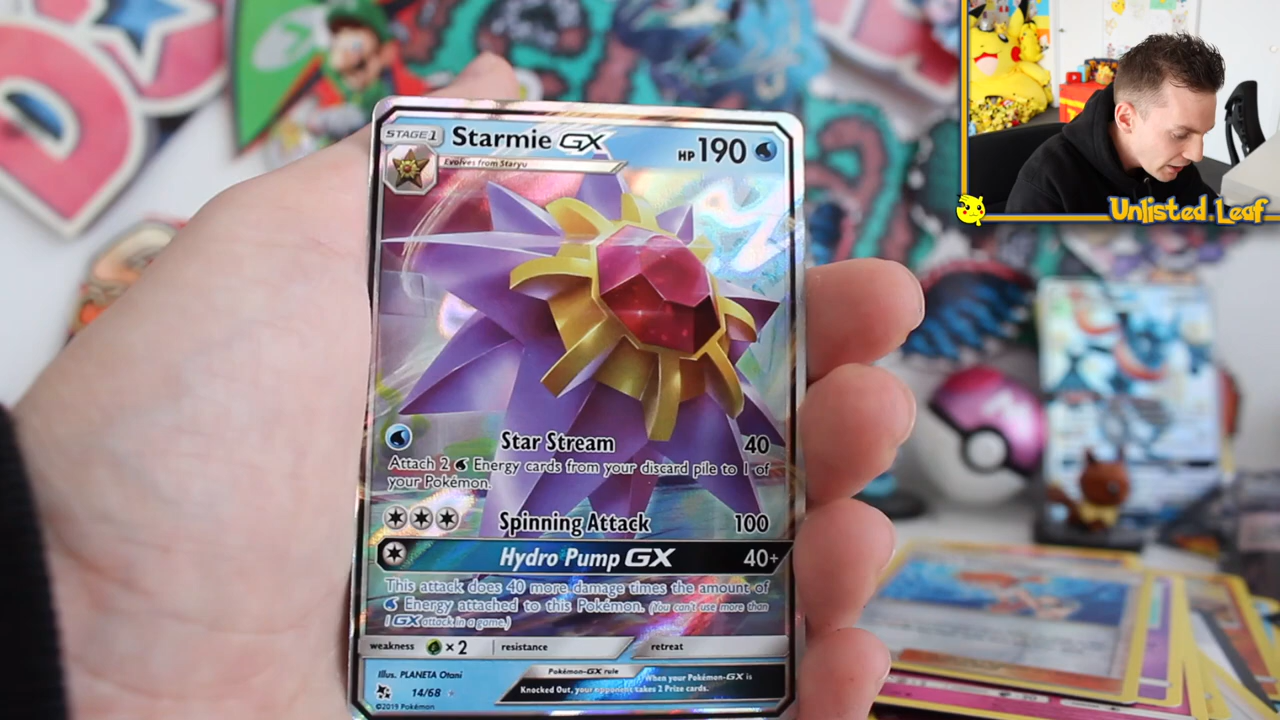 STAGE 1 Starmie GX HP 190
Evolves from Staryu
Star Stream 40
Attach 2 Energy cards from your discard pile to 1 of
your Pokémon.
Spinning Attack 100
Hydro Pump GX 40+
This attack does 40 more damage times the amount of
Energy attached to this Pokémon. (You can't use more than
1 GX attack in a game.)
weakness ×2 resistance retreat
Illus. PLANETA Otani
14/68
©2019 Pokémon
Pokémon-GX rule
When your Pokémon-GX is
Knocked Out, your opponent takes 2 Prize cards.
Unlisted Leaf